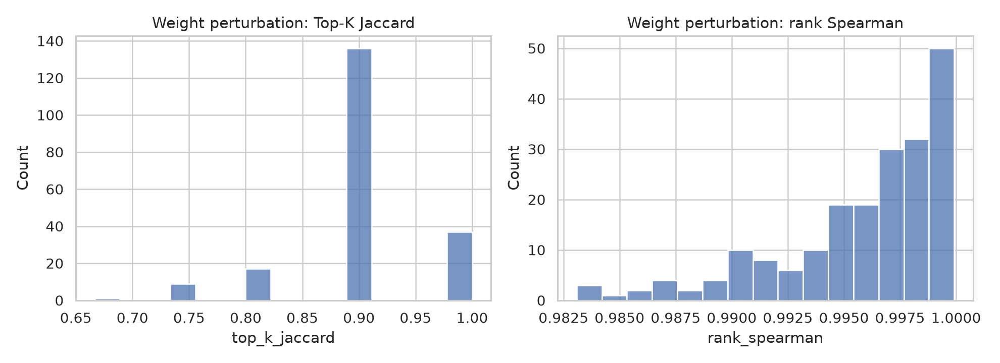 Weight perturbation: Top-K Jaccard
140
120
100
80
60
40
20
0
Count
0.65 0.70 0.75 0.80 0.85 0.90 0.95 1.00
top_k_jaccard
Weight perturbation: rank Spearman
50
40
30
20
10
0
Count
0.9825 0.9850 0.9875 0.9900 0.9925 0.9950 0.9975 1.0000
rank_spearman